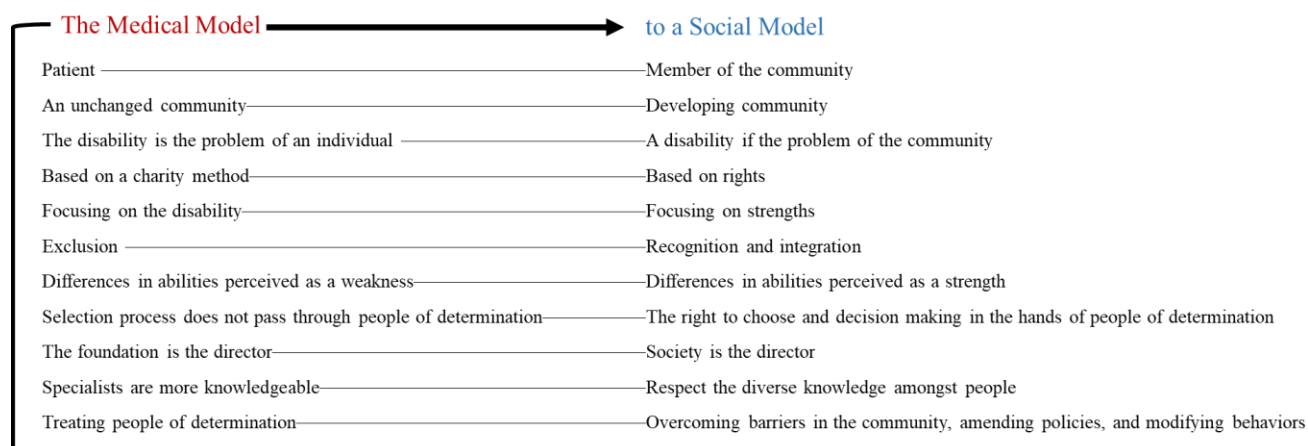 The Medical Model to a Social Model
Patient Member of the community
An unchanged community Developing community
The disability is the problem of an individual A disability if the problem of the community
Based on a charity method Based on rights
Focusing on the disability Focusing on strengths
Exclusion Recognition and integration
Differences in abilities perceived as a weakness Differences in abilities perceived as a strength
Selection process does not pass through people of determination The right to choose and decision making in the hands of people of determination
The foundation is the director Society is the director
Specialists are more knowledgeable Respect the diverse knowledge amongst people
Treating people of determination Overcoming barriers in the community, amending policies, and modifying behaviors